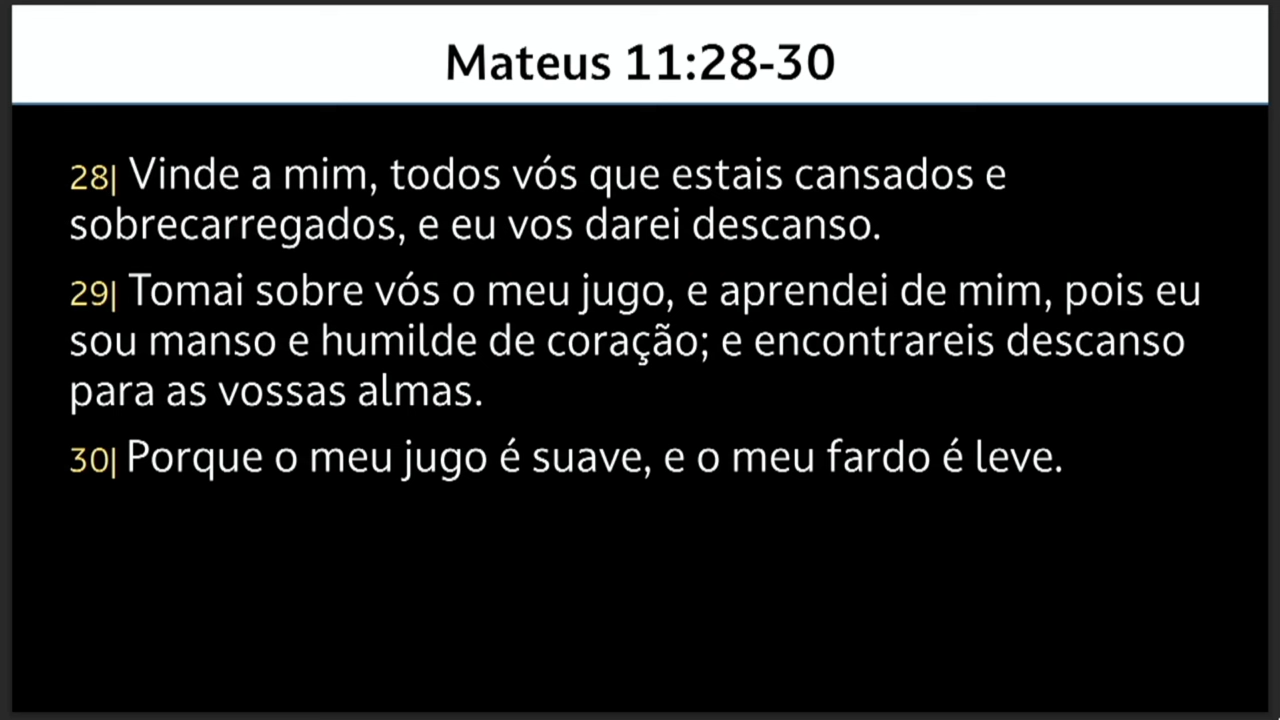 Mateus 11:28-30
28| Vinde a mim, todos vós que estais cansados e
sobrecarregados, e eu vos darei descanso.
29| Tomai sobre vós o meu jugo, e aprendei de mim, pois eu
sou manso e humilde de coração; e encontrareis descanso
para as vossas almas.
30| Porque o meu jugo é suave, e o meu fardo é leve.